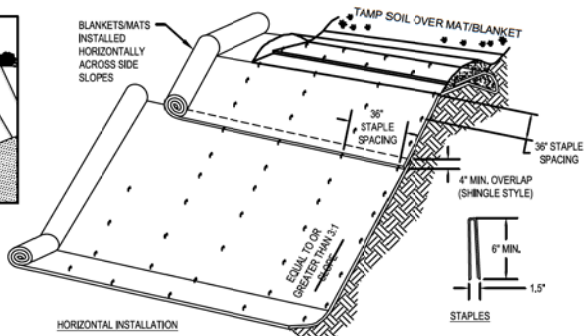 BLANKETS/MATS
INSTALLED
HORIZONTALLY
ACROSS SIDE
SLOPES
TAMP SOIL OVER MAT/BLANKET
36"
STAPLE
SPACING
36" STAPLE
SPACING
4" MIN. OVERLAP
(SHINGLE STYLE)
6" MIN.
1.5"
STAPLES
EQUAL TO OR
GREATER THAN 3:1
SLOPE
HORIZONTAL INSTALLATION